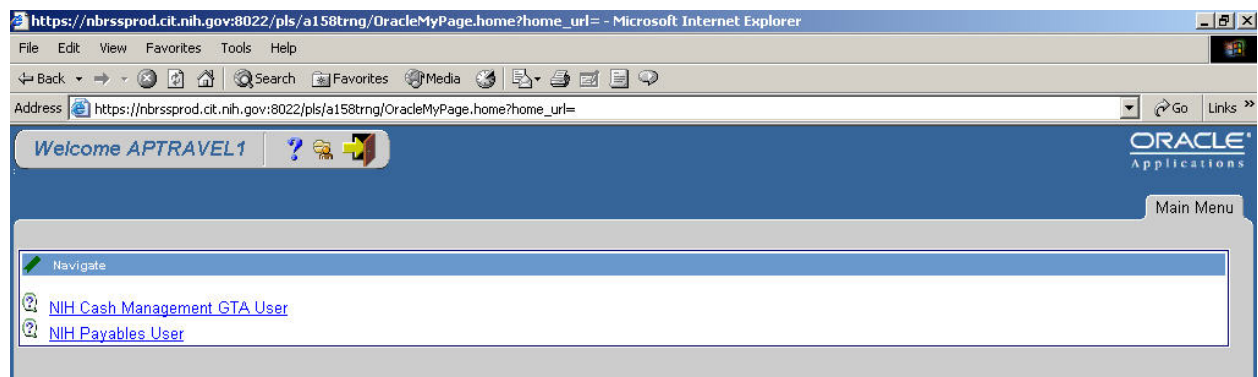 https://nbrssprod.cit.nih.gov:8022/pls/a158trng/OracleMyPage.home?home_url= - Microsoft Internet Explorer
File Edit View Favorites Tools Help
Back Search Favorites Media
Address https://nbrssprod.cit.nih.gov:8022/pls/a158trng/OracleMyPage.home?home_url= Go Links »
Welcome APTRAVEL1 ? ORACLE
Applications
Main Menu
Navigate
NIH Cash Management GTA User
NIH Payables User